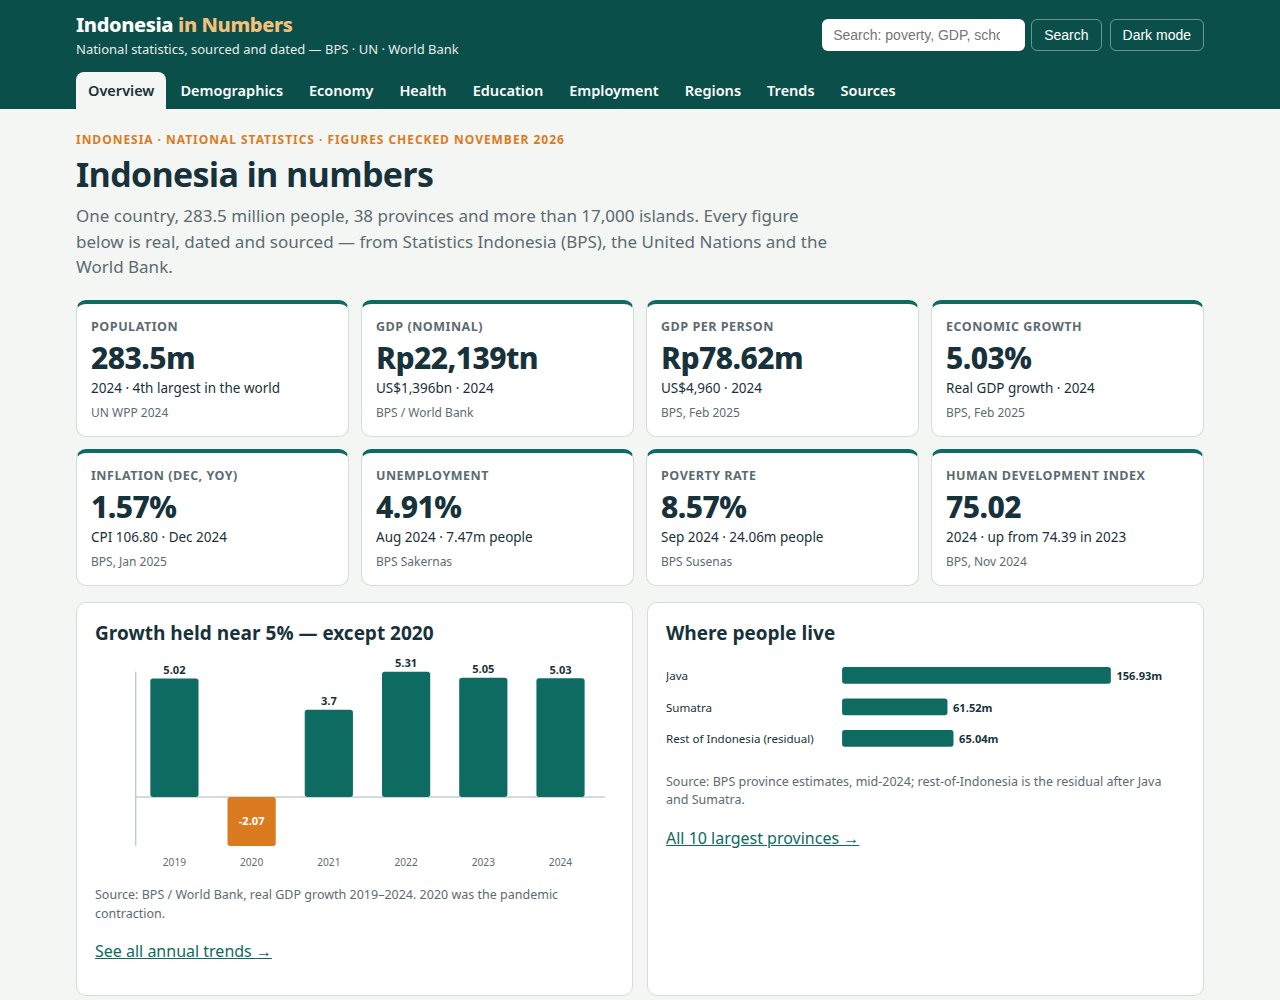 Indonesia in Numbers
National statistics, sourced and dated — BPS · UN · World Bank
Search: poverty, GDP, scho
Search
Dark mode
Overview
Demographics
Economy
Health
Education
Employment
Regions
Trends
Sources
INDONESIA · NATIONAL STATISTICS · FIGURES CHECKED NOVEMBER 2026
Indonesia in numbers
One country, 283.5 million people, 38 provinces and more than 17,000 islands. Every figure
below is real, dated and sourced — from Statistics Indonesia (BPS), the United Nations and the
World Bank.
POPULATION
283.5m
2024 · 4th largest in the world
UN WPP 2024
GDP (NOMINAL)
Rp22,139tn
US$1,396bn · 2024
BPS / World Bank
GDP PER PERSON
Rp78.62m
US$4,960 · 2024
BPS, Feb 2025
ECONOMIC GROWTH
5.03%
Real GDP growth · 2024
BPS, Feb 2025
INFLATION (DEC, YOY)
1.57%
CPI 106.80 · Dec 2024
BPS, Jan 2025
UNEMPLOYMENT
4.91%
Aug 2024 · 7.47m people
BPS Sakernas
POVERTY RATE
8.57%
Sep 2024 · 24.06m people
BPS Susenas
HUMAN DEVELOPMENT INDEX
75.02
2024 · up from 74.39 in 2023
BPS, Nov 2024
Growth held near 5% — except 2020
5.02
-2.07
3.7
5.31
5.05
5.03
2019
2020
2021
2022
2023
2024
Source: BPS / World Bank, real GDP growth 2019–2024. 2020 was the pandemic
contraction.
See all annual trends →
Where people live
Java
156.93m
Sumatra
61.52m
Rest of Indonesia (residual)
65.04m
Source: BPS province estimates, mid-2024; rest-of-Indonesia is the residual after Java
and Sumatra.
All 10 largest provinces →